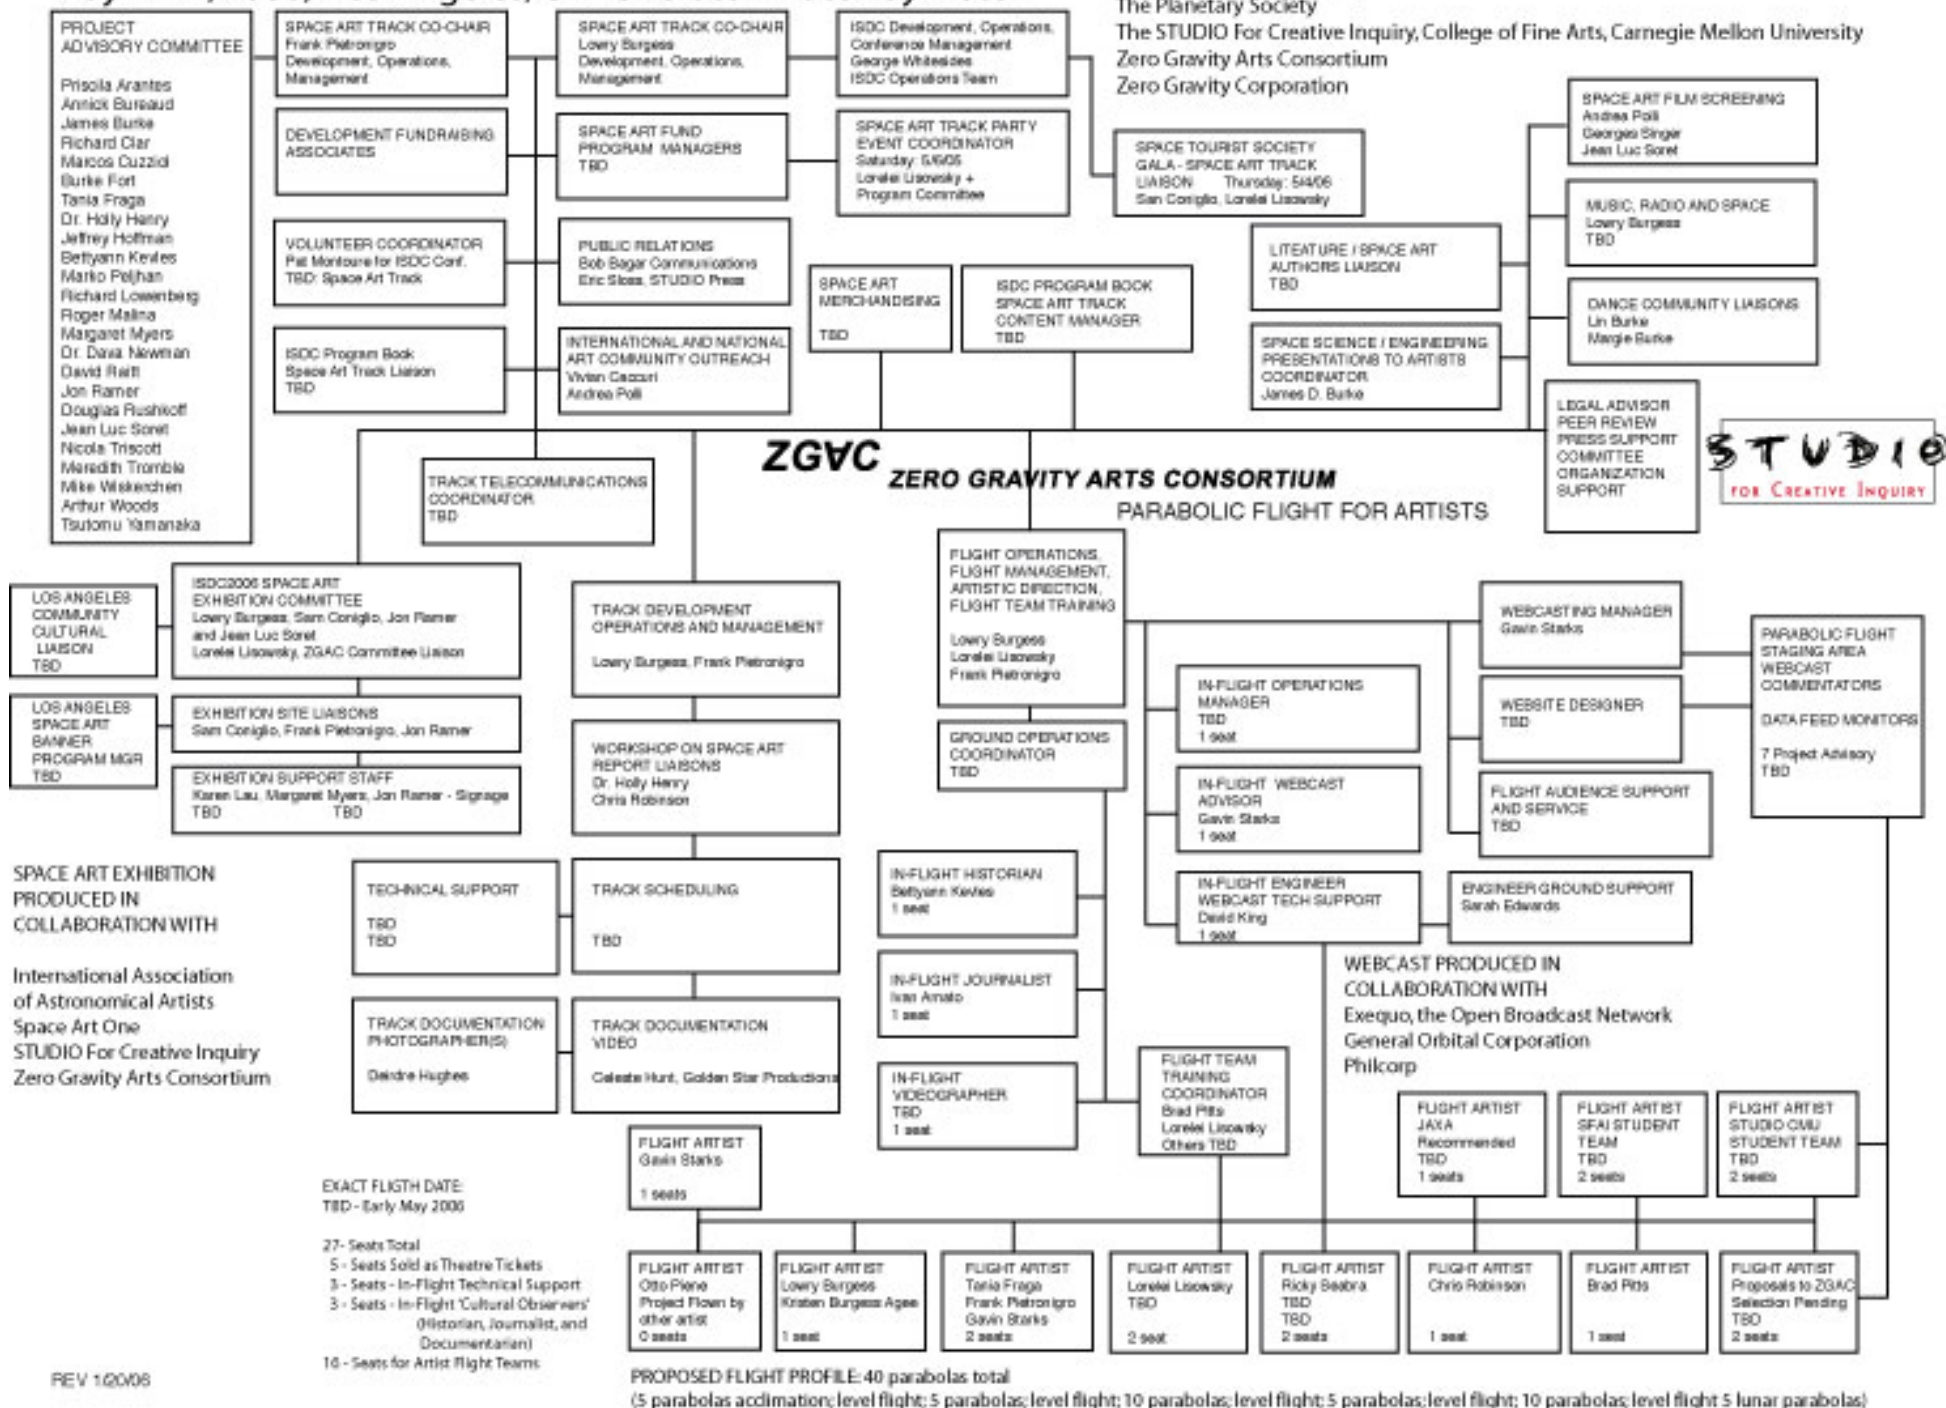 The Planetary Society
The STUDIO For Creative Inquiry, College of Fine Arts, Carnegie Mellon University
Zero Gravity Arts Consortium
Zero Gravity Corporation
PROJECT
ADVISORY COMMITTEE
Priscila Arantes
Annick Bureaud
James Burke
Richard Clar
Marcos Cuzziol
Burke Fort
Tania Fraga
Dr. Holly Henry
Jeffrey Hoffman
Bettyann Kevles
Marko Peljhan
Richard Lowenberg
Roger Malina
Margaret Myers
Dr. Dava Newman
David Raitt
Jon Ramer
Douglas Rushkoff
Jean Luc Soret
Nicola Triscott
Meredith Tromble
Mike Wiskerchen
Arthur Woods
Tsutomu Yamanaka
SPACE ART TRACK CO-CHAIR
Frank Pietronigro
Development, Operations,
Management
SPACE ART TRACK CO-CHAIR
Lowry Burgess
Development, Operations,
Management
ISDC Development, Operations,
Conference Management
George Whitesides
ISDC Operations Team
DEVELOPMENT FUNDRAISING
ASSOCIATES
SPACE ART FUND
PROGRAM MANAGERS
TBD
SPACE ART TRACK PARTY
EVENT COORDINATOR
Saturday: 5/6/06
Lorelei Lisowsky +
Program Committee
SPACE TOURIST SOCIETY
GALA - SPACE ART TRACK
LIAISON Thursday: 5/4/06
San Coniglio, Lorelei Lisowsky
SPACE ART FILM SCREENING
Andrea Polli
Georges Singer
Jean Luc Soret
MUSIC, RADIO AND SPACE
Lowry Burgess
TBD
DANCE COMMUNITY LIAISONS
Lin Burke
Margie Burke
LITEATURE / SPACE ART
AUTHORS LIAISON
TBD
SPACE SCIENCE / ENGINEERING
PRESENTATIONS TO ARTISTS
COORDINATOR
James D. Burke
VOLUNTEER COORDINATOR
Pat Montoure for ISDC Conf.
TBD: Space Art Track
PUBLIC RELATIONS
Bob Bagar Communications
Eric Sloss, STUDIO Press
SPACE ART
MERCHANDISING
TBD
ISDC PROGRAM BOOK
SPACE ART TRACK
CONTENT MANAGER
TBD
ISDC Program Book
Space Art Track Liaison
TBD
INTERNATIONAL AND NATIONAL
ART COMMUNITY OUTREACH
Vivian Caccuri
Andrea Polli
LEGAL ADVISOR
PEER REVIEW
PRESS SUPPORT
COMMITTEE
ORGANIZATION
SUPPORT
STUDIO
FOR CREATIVE INQUIRY
TRACK TELECOMMUNICATIONS
COORDINATOR
TBD
ZG∀C
ZERO GRAVITY ARTS CONSORTIUM
PARABOLIC FLIGHT FOR ARTISTS
LOS ANGELES
COMMUNITY
CULTURAL
LIAISON
TBD
ISDC2006 SPACE ART
EXHIBITION COMMITTEE
Lowry Burgess, Sam Coniglio, Jon Ramer
and Jean Luc Soret
Lorelei Lisowsky, ZGAC Committee Liaison
LOS ANGELES
SPACE ART
BANNER
PROGRAM MGR
TBD
EXHIBITION SITE LIAISONS
Sam Coniglio, Frank Pietronigro, Jon Ramer
EXHIBITION SUPPORT STAFF
Karen Lau, Margaret Myers, Jon Ramer - Signage
TBD TBD
TRACK DEVELOPMENT
OPERATIONS AND MANAGEMENT
Lowry Burgess, Frank Pietronigro
WORKSHOP ON SPACE ART
REPORT LIAISONS
Dr. Holly Henry
Chris Robinson
TECHNICAL SUPPORT
TBD
TBD
TRACK SCHEDULING
TBD
TRACK DOCUMENTATION
PHOTOGRAPHER(S)
Deirdre Hughes
TRACK DOCUMENTATION
VIDEO
Celeste Hunt, Golden Star Productions
FLIGHT OPERATIONS,
FLIGHT MANAGEMENT,
ARTISTIC DIRECTION,
FLIGHT TEAM TRAINING
Lowry Burgess
Lorelei Lisowsky
Frank Pietronigro
GROUND OPERATIONS
COORDINATOR
TBD
IN-FLIGHT OPERATIONS
MANAGER
TBD
1 seat
IN-FLIGHT WEBCAST
ADVISOR
Gavin Starks
1 seat
IN-FLIGHT ENGINEER
WEBCAST TECH SUPPORT
David King
1 seat
WEBCASTING MANAGER
Gavin Starks
WEBSITE DESIGNER
TBD
FLIGHT AUDIENCE SUPPORT
AND SERVICE
TBD
ENGINEER GROUND SUPPORT
Sarah Edwards
PARABOLIC FLIGHT
STAGING AREA
WEBCAST
COMMENTATORS
DATA FEED MONITORS
7 Project Advisory
TBD
IN-FLIGHT HISTORIAN
Bettyann Kevles
1 seat
IN-FLIGHT JOURNALIST
Ivan Amato
1 seat
IN-FLIGHT
VIDEOGRAPHER
TBD
1 seat
FLIGHT TEAM
TRAINING
COORDINATOR
Brad Pitts
Lorelei Lisowsky
Others TBD
WEBCAST PRODUCED IN
COLLABORATION WITH
Exequo, the Open Broadcast Network
General Orbital Corporation
Philcorp
SPACE ART EXHIBITION
PRODUCED IN
COLLABORATION WITH
International Association
of Astronomical Artists
Space Art One
STUDIO For Creative Inquiry
Zero Gravity Arts Consortium
FLIGHT ARTIST
Gavin Starks
1 seats
FLIGHT ARTIST
JAXA
Recommended
TBD
1 seats
FLIGHT ARTIST
SFAI STUDENT
TEAM
TBD
2 seats
FLIGHT ARTIST
STUDIO CMU
STUDENT TEAM
TBD
2 seats
FLIGHT ARTIST
Otto Piene
Project Flown by
other artist
0 seats
FLIGHT ARTIST
Lowry Burgess
Kristen Burgess Agee
1 seat
FLIGHT ARTIST
Tania Fraga
Frank Pietronigro
Gavin Starks
2 seats
FLIGHT ARTIST
Lorelei Lisowsky
TBD
2 seat
FLIGHT ARTIST
Ricky Seabra
TBD
TBD
2 seats
FLIGHT ARTIST
Chris Robinson
1 seat
FLIGHT ARTIST
Brad Pitts
1 seat
FLIGHT ARTIST
Proposals to ZGAC
Selection Pending
TBD
2 seats
EXACT FLIGTH DATE:
TBD - Early May 2006
27- Seats Total
5 - Seats Sold as Theatre Tickets
3 - Seats - In-Flight Technical Support
3 - Seats - In-Flight 'Cultural Observers'
(Historian, Journalist, and
Documentarian)
16 - Seats for Artist Flight Teams
REV 1/20/06
PROPOSED FLIGHT PROFILE: 40 parabolas total
(5 parabolas acclimation; level flight; 5 parabolas; level flight; 10 parabolas; level flight; 5 parabolas; level flight; 10 parabolas; level flight 5 lunar parabolas)